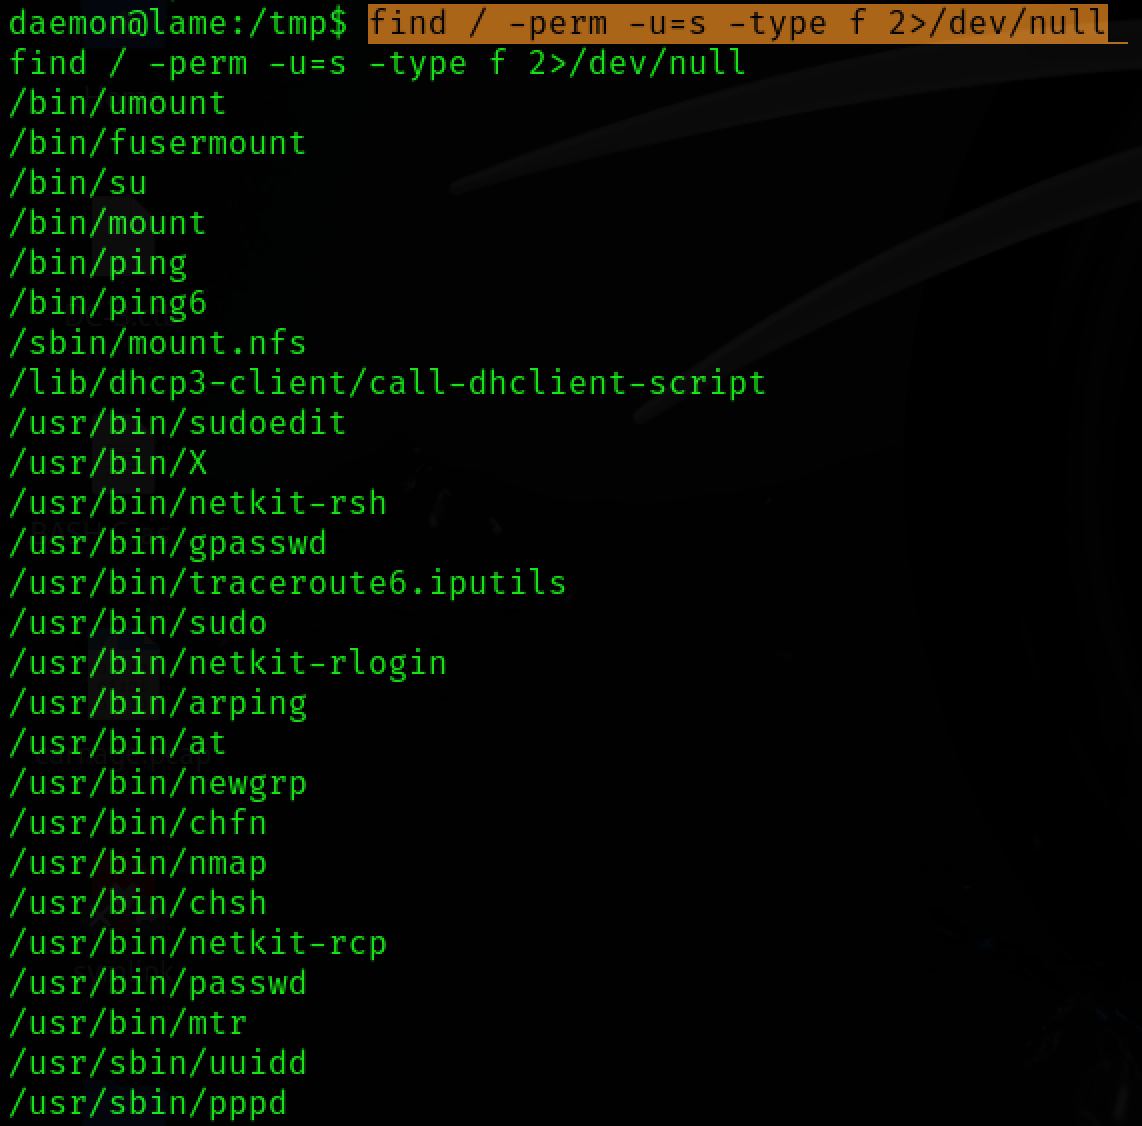 daemon@lame:/tmp$ find / -perm -u=s -type f 2>/dev/null
find / -perm -u=s -type f 2>/dev/null
/bin/umount
/bin/fusermount
/bin/su
/bin/mount
/bin/ping
/bin/ping6
/sbin/mount.nfs
/lib/dhcp3-client/call-dhclient-script
/usr/bin/sudoedit
/usr/bin/X
/usr/bin/netkit-rsh
/usr/bin/gpasswd
/usr/bin/traceroute6.iputils
/usr/bin/sudo
/usr/bin/netkit-rlogin
/usr/bin/arping
/usr/bin/at
/usr/bin/newgrp
/usr/bin/chfn
/usr/bin/nmap
/usr/bin/chsh
/usr/bin/netkit-rcp
/usr/bin/passwd
/usr/bin/mtr
/usr/sbin/uuidd
/usr/sbin/pppd